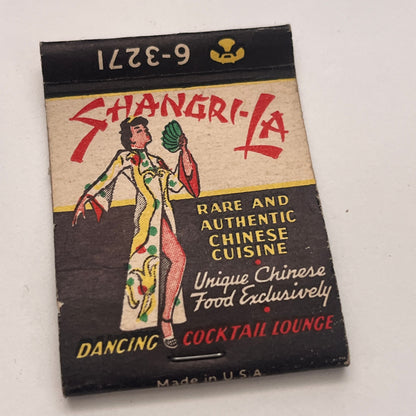 6-3271
SHANGRI-LA
RARE AND
AUTHENTIC
CHINESE
CUISINE
Unique Chinese
Food Exclusively
DANCING COCKTAIL LOUNGE
Made in U.S.A.